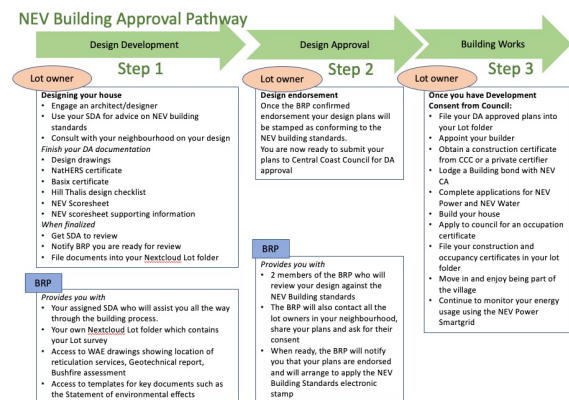 NEV Building Approval Pathway
Design Development
Design Approval
Building Works
Step 1
Step 2
Step 3
Lot owner
Designing your house
• Engage an architect/designer
• Use your SDA for advice on NEV building
standards
• Consult with your neighbourhood on your design
Finish your DA documentation
• Design drawings
• NatHERS certificate
• Basix certificate
• Hill Thalis design checklist
• NEV Scoresheet
• NEV scoresheet supporting information
When finalized
• Get SDA to review
• Notify BRP you are ready for review
• File documents into your Nextcloud Lot folder
BRP
Provides you with
• Your assigned SDA who will assist you all the way
through the building process.
• Your own Nextcloud Lot folder which contains
your Lot survey
• Access to WAE drawings showing location of
reticulation services, Geotechnical report,
Bushfire assessment
• Access to templates for key documents such as
the Statement of environmental effects
Lot owner
Design endorsement
Once the BRP confirmed
endorsement your design plans will
be stamped as conforming to the
NEV building standards.
You are now ready to submit your
plans to Central Coast Council for DA
approval
BRP
Provides you with
• 2 members of the BRP who will
review your design against the
NEV Building standards
• The BRP will also contact all the
lot owners in your neighbourhood,
share your plans and ask for their
consent
• When ready, the BRP will notify
you that your plans are endorsed
and will arrange to apply the NEV
Building Standards electronic
stamp
Lot owner
Once you have Development
Consent from Council:
• File your DA approved plans into
your Lot folder
• Appoint your builder
• Obtain a construction certificate
from CCC or a private certifier
• Lodge a Building bond with NEV
CA
• Complete applications for NEV
Power and NEV Water
• Build your house
• Apply to council for an occupation
certificate
• File your construction and
occupancy certificates in your lot
folder
• Move in and enjoy being part of
the village
• Continue to monitor your energy
usage using the NEV Power
Smartgrid